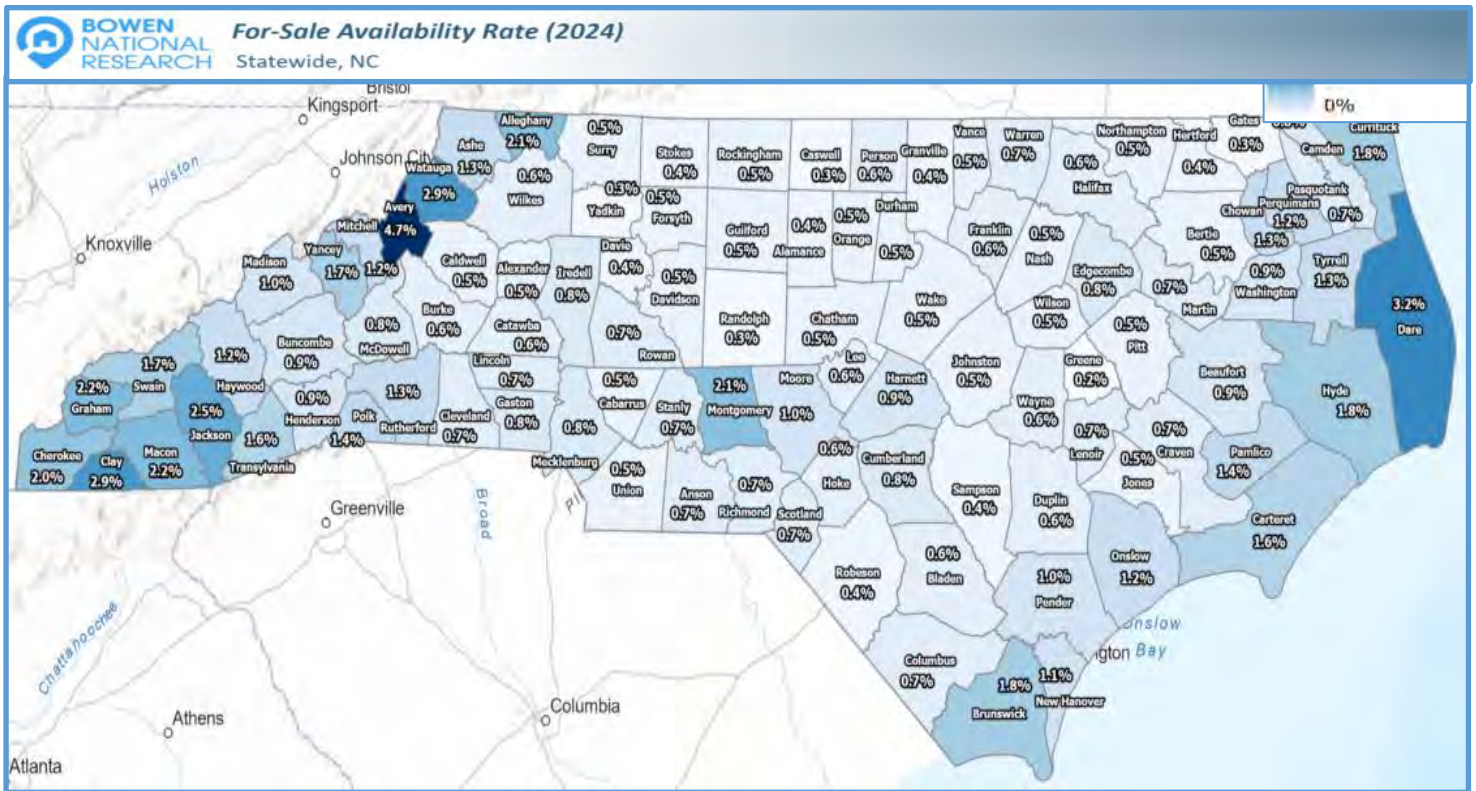 BOWEN
NATIONAL
RESEARCH
For-Sale Availability Rate (2024)
Statewide, NC
0%
Bristol
Kingsport
Johnson City
Holston
Knoxville
Greenville
Broad
Chattahoochee
Athens
Atlanta
Columbia
Onslow
Bay
ngton
Alleghany
2.1%
Ashe
1.3%
Watauga
2.9%
Avery
4.7%
Mitchell
1.2%
Yancey
1.7%
Madison
1.0%
0.5%
Surry
0.6%
Wilkes
Stokes
0.4%
Rockingham
0.5%
Caswell
0.3%
Person
0.6%
Granville
0.4%
Vance
0.5%
Warren
0.7%
Northampton
0.5%
0.6%
Halifax
Hertford
0.4%
Gates
0.3%
Currituck
1.8%
Camden
Pasquotank
0.7%
Perquimans
1.2%
Chowan
1.3%
Bertie
0.5%
0.3%
Yadkin
0.5%
Forsyth
Guilford
0.5%
0.4%
Alamance
0.5%
Orange
Durham
0.5%
Franklin
0.6%
0.5%
Nash
Edgecombe
0.8%
0.7%
Martin
0.9%
Washington
Tyrrell
1.3%
3.2%
Dare
Caldwell
0.5%
Alexander
0.5%
Iredell
0.8%
Davie
0.4%
0.5%
Davidson
Randolph
0.3%
Chatham
0.5%
Wake
0.5%
Wilson
0.5%
0.5%
Pitt
Burke
0.6%
Catawba
0.6%
0.7%
Rowan
0.8%
McDowell
Buncombe
0.9%
1.2%
Haywood
1.7%
Swain
2.2%
Graham
2.5%
Jackson
Cherokee
2.0%
Clay
2.9%
Macon
2.2%
1.6%
Transylvania
0.9%
Henderson
Polk
1.4%
1.3%
Rutherford
Cleveland
0.7%
Lincoln
0.7%
Gaston
0.8%
0.8%
Mecklenburg
0.5%
Cabarrus
Stanly
0.7%
2.1%
Montgomery
Moore
1.0%
Lee
0.6%
Harnett
0.9%
Johnston
0.5%
Greene
0.2%
Wayne
0.6%
0.7%
Lenoir
0.7%
Craven
0.5%
Jones
Beaufort
0.9%
Hyde
1.8%
Pamlico
1.4%
Carteret
1.6%
0.5%
Union
Anson
0.7%
0.7%
Richmond
Scotland
0.7%
0.6%
Hoke
Cumberland
0.8%
Sampson
0.4%
Duplin
0.6%
Onslow
1.2%
Robeson
0.4%
0.6%
Bladen
1.0%
Pender
Columbus
0.7%
1.8%
Brunswick
1.1%
New Hanover